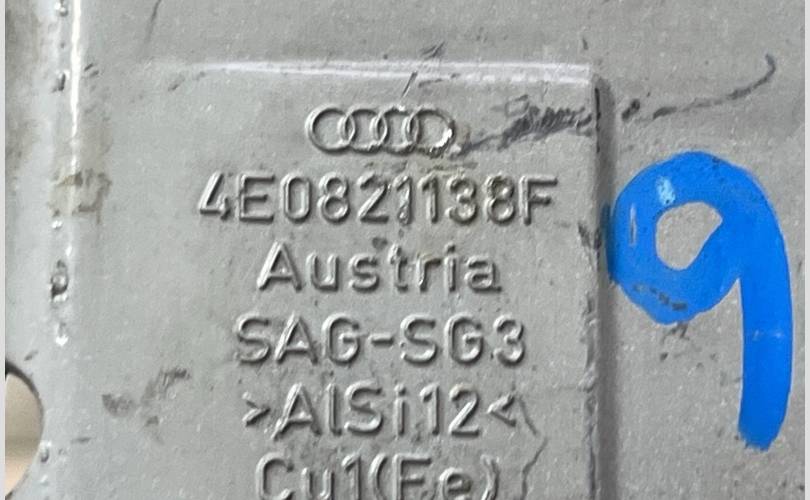 4E0821138F
Austria
SAG-SG3
>AlSi12<
Cu1(Fe)
9